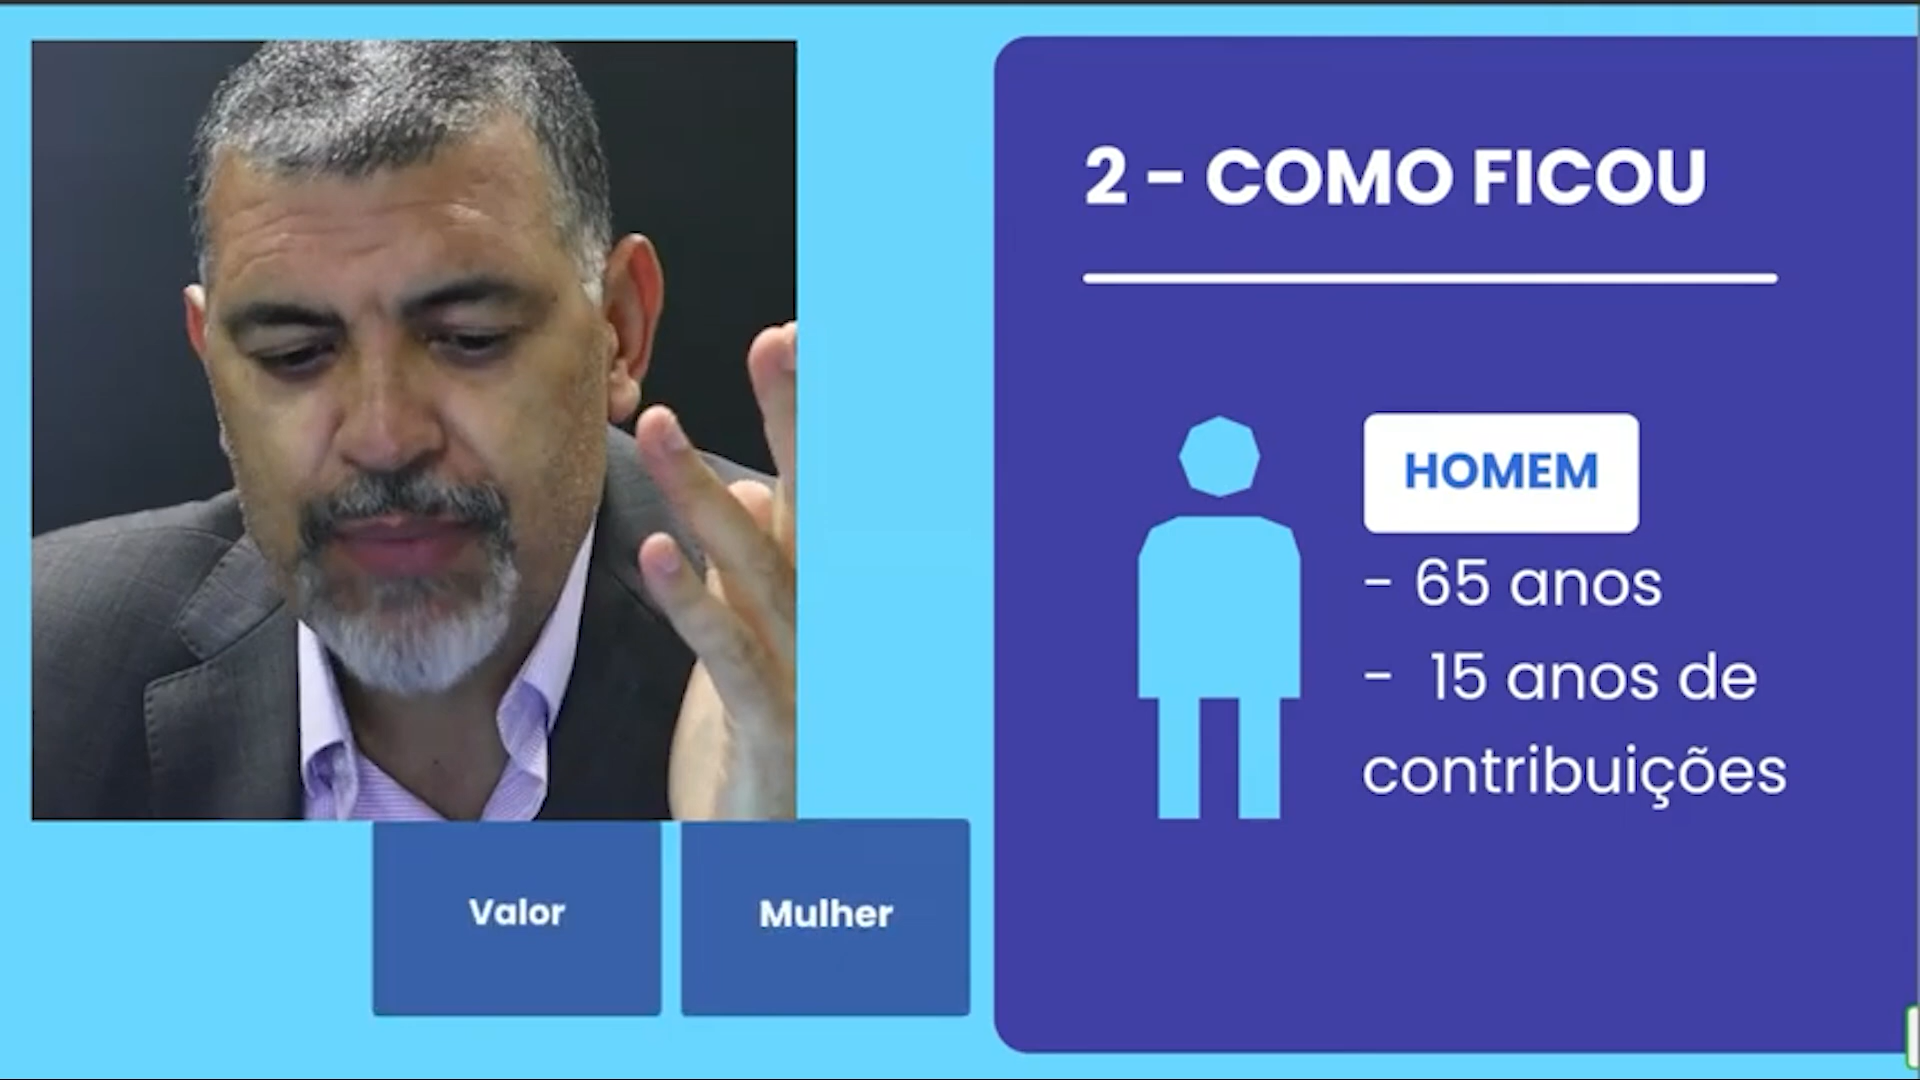 2 - COMO FICOU
HOMEM
- 65 anos
- 15 anos de
contribuições
Valor
Mulher